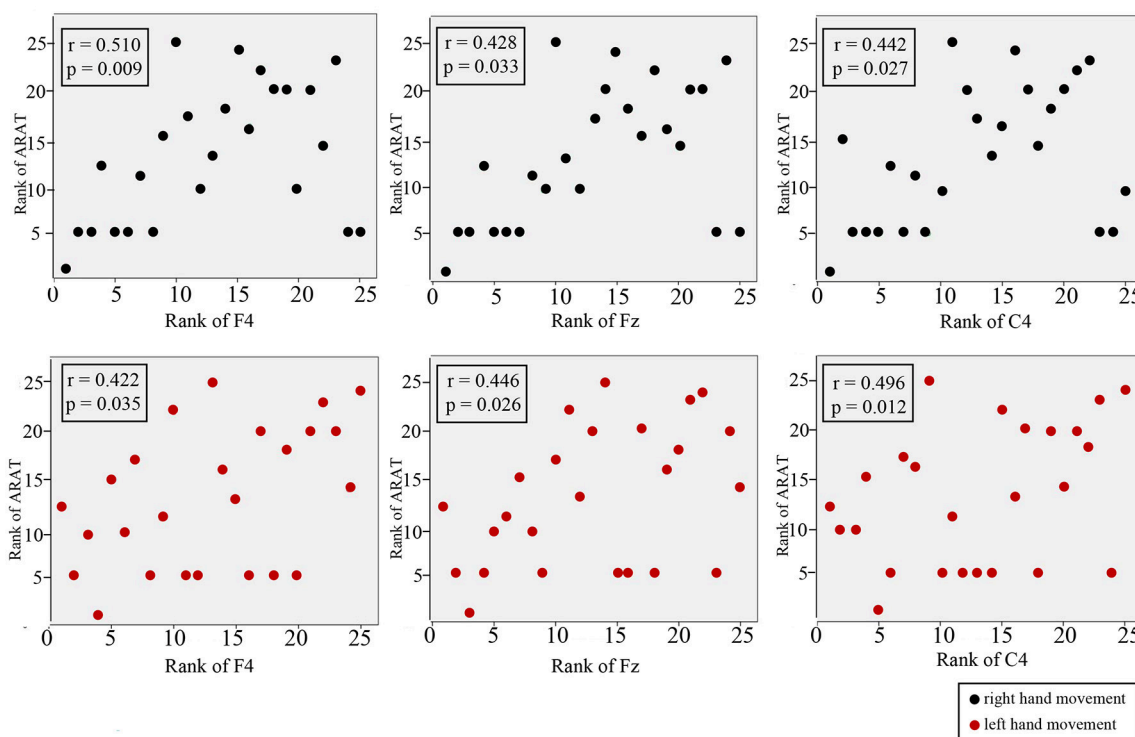 r = 0.510
p = 0.009
25
20
15
10
5
Rank of ARAT
0 5 10 15 20 25
Rank of F4
r = 0.428
p = 0.033
25
20
15
10
5
Rank of ARAT
0 5 10 15 20 25
Rank of Fz
r = 0.442
p = 0.027
25
20
15
10
5
Rank of ARAT
0 5 10 15 20 25
Rank of C4
r = 0.422
p = 0.035
25
20
15
10
5
Rank of ARAT
0 5 10 15 20 25
Rank of F4
r = 0.446
p = 0.026
25
20
15
10
5
Rank of ARAT
0 5 10 15 20 25
Rank of Fz
r = 0.496
p = 0.012
25
20
15
10
5
Rank of ARAT
0 5 10 15 20 25
Rank of C4
right hand movement
left hand movement